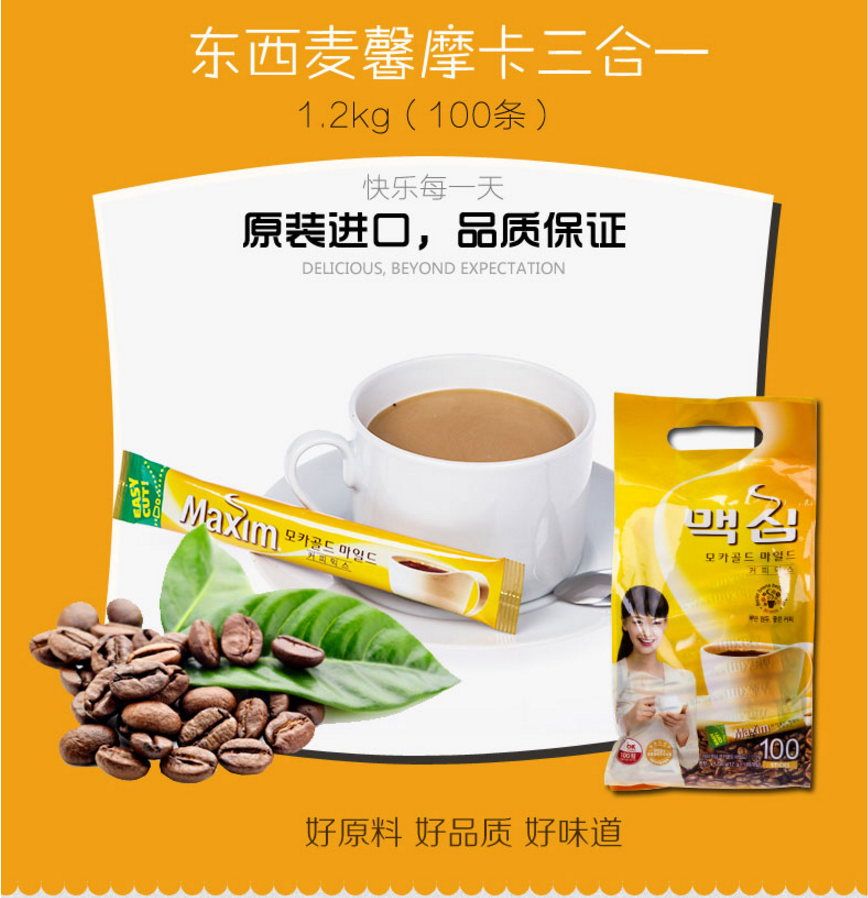 东西麦馨摩卡三合一
1.2kg（100条）
快乐每一天
原装进口，品质保证
DELICIOUS, BEYOND EXPECTATION
EASY
CUT!
Maxim
모카골드 마일드
커피믹스
맥심
모카골드 마일드
커피믹스
Maxim
100
好原料 好品质 好味道